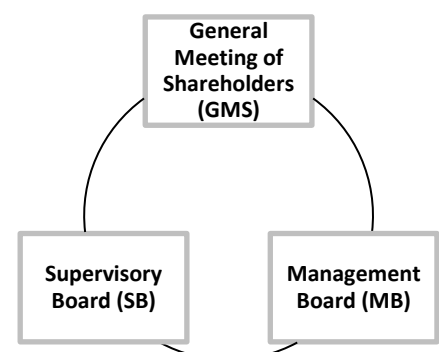 General
Meeting of
Shareholders
(GMS)
Supervisory
Board (SB)
Management
Board (MB)